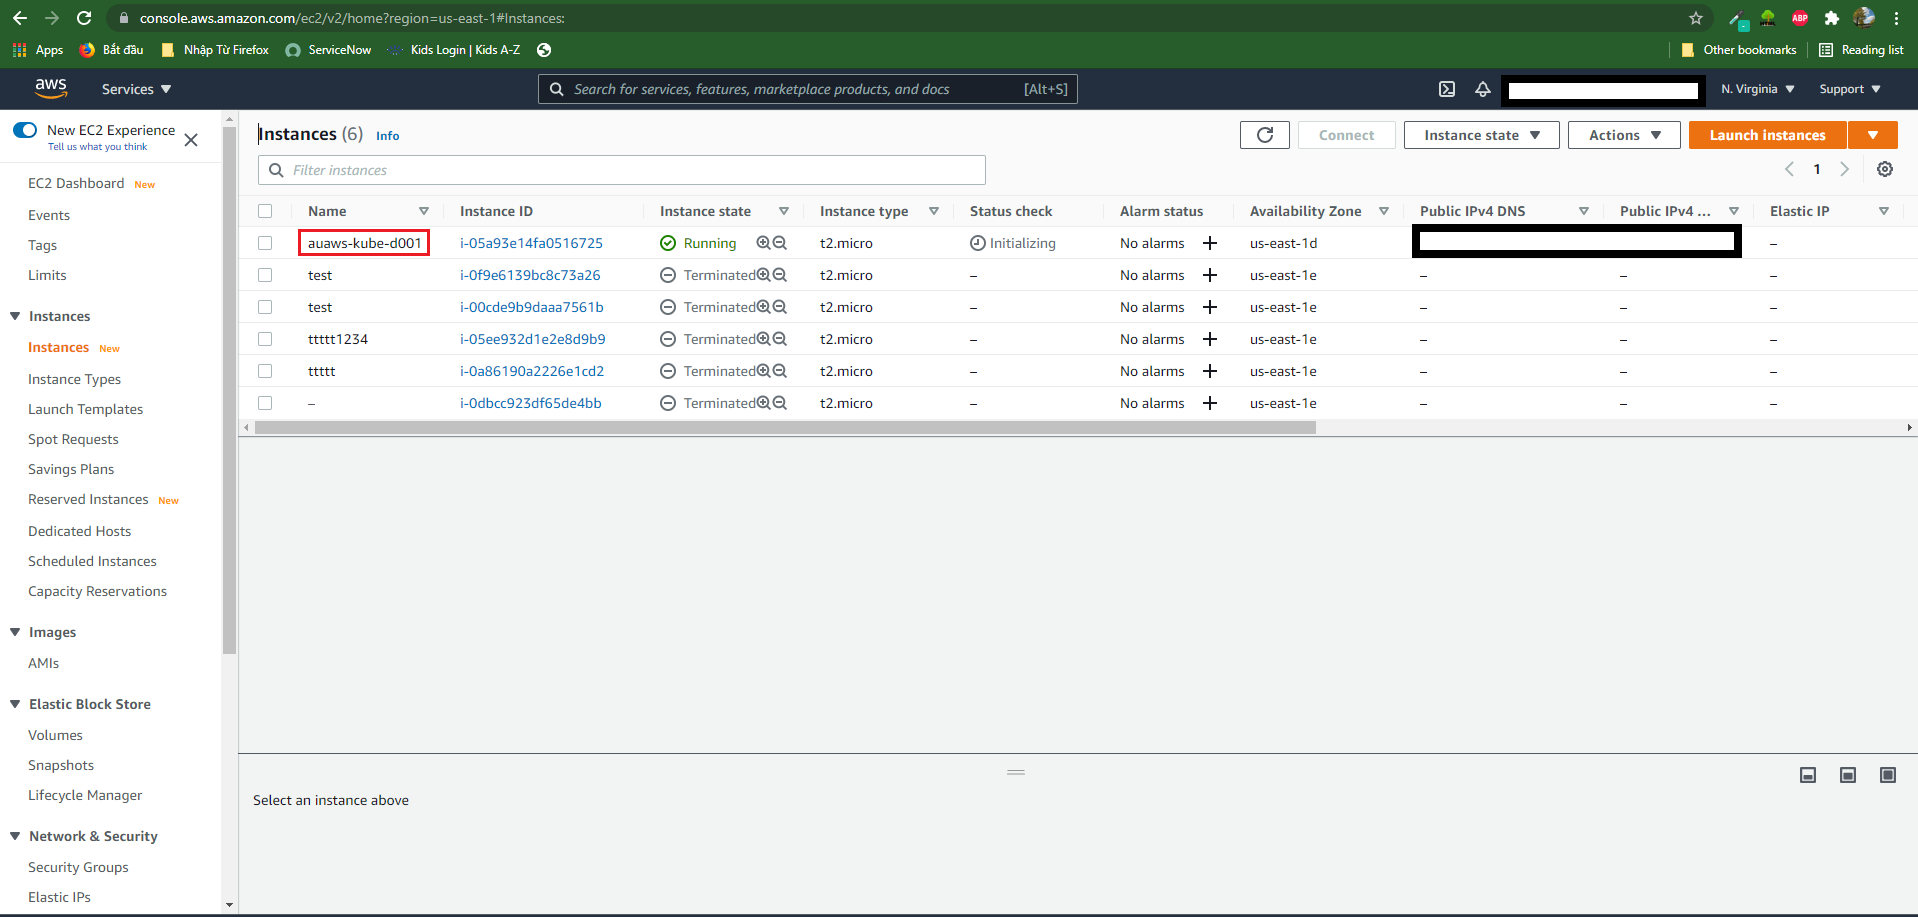 console.aws.amazon.com/ec2/v2/home?region=us-east-1#Instances:
ABP
Apps Bắt đầu Nhập Từ Firefox ServiceNow Kids Login | Kids A-Z Other bookmarks Reading list
aws Services Search for services, features, marketplace products, and docs [Alt+S] N. Virginia Support
New EC2 Experience
Tell us what you think
EC2 Dashboard New
Events
Tags
Limits
Instances
Instances New
Instance Types
Launch Templates
Spot Requests
Savings Plans
Reserved Instances New
Dedicated Hosts
Scheduled Instances
Capacity Reservations
Images
AMIs
Elastic Block Store
Volumes
Snapshots
Lifecycle Manager
Network & Security
Security Groups
Elastic IPs
Instances (6) Info Connect Instance state Actions Launch instances
Filter instances 1
Name Instance ID Instance state Instance type Status check Alarm status Availability Zone Public IPv4 DNS Public IPv4 ... Elastic IP
auaws-kube-d001 i-05a93e14fa0516725 Running t2.micro Initializing No alarms + us-east-1d –
test i-0f9e6139bc8c73a26 Terminated t2.micro – No alarms + us-east-1e – – –
test i-00cde9b9daaa7561b Terminated t2.micro – No alarms + us-east-1e – – –
ttttt1234 i-05ee932d1e2e8d9b9 Terminated t2.micro – No alarms + us-east-1e – – –
ttttt i-0a86190a2226e1cd2 Terminated t2.micro – No alarms + us-east-1e – – –
– i-0dbcc923df65de4bb Terminated t2.micro – No alarms + us-east-1e – – –
Select an instance above